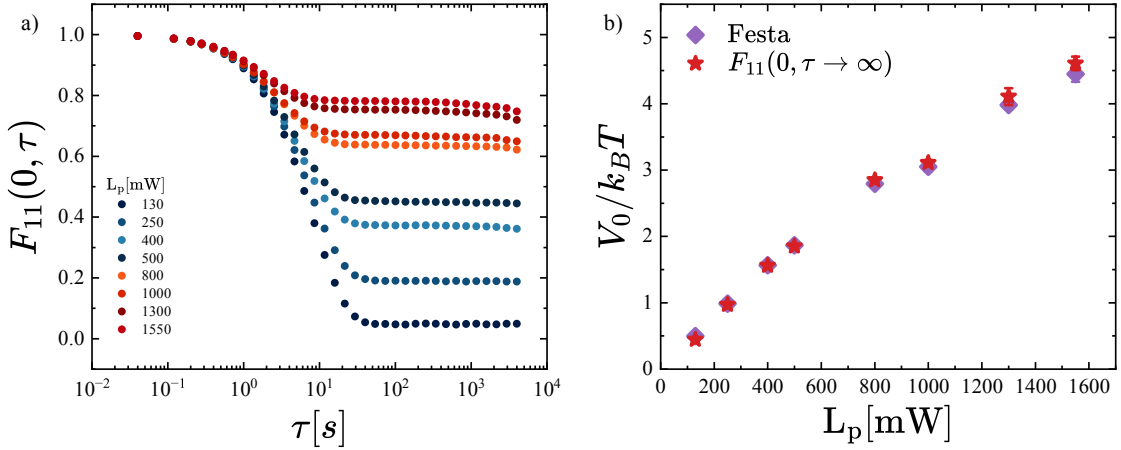 a)
F₁₁(0, τ)
1.0
0.8
0.6
0.4
0.2
0.0
Lₚ[mW]
130
250
400
500
800
1000
1300
1550
10⁻² 10⁻¹ 10⁰ 10¹ 10² 10³ 10⁴
τ[s]
b)
V₀/k_BT
Festa
F₁₁(0, τ → ∞)
5
4
3
2
1
0
0 200 400 600 800 1000 1200 1400 1600
Lₚ[mW]